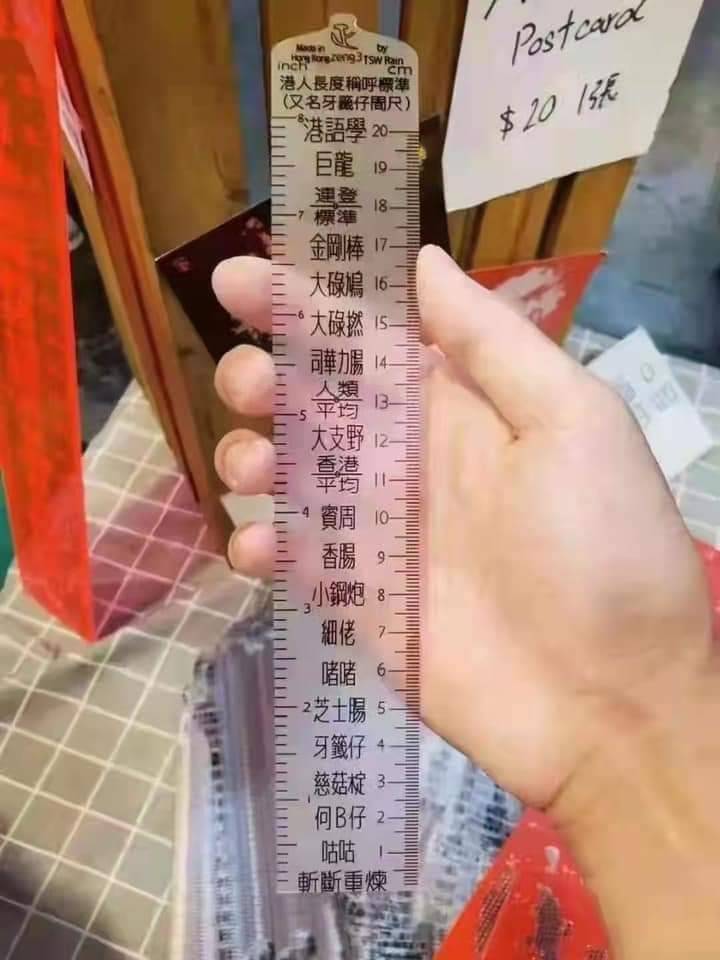 Postcard
$20 1張
Made in by
Hong Kong zeng3 TSW Rain
inch cm
港人長度稱呼標準
(又名牙籤仔間尺)
8 港語學 20
巨龍 19
連登 18
7 標準
金剛棒 17
大碌鳩 16
6 大碌撚 15
司華力腸 14
人類 13
5 平均
大支野 12
香港
平均 11
4 賓周 10
香腸 9
小鋼炮 8
3
細佬 7
啫啫 6
2 芝士腸 5
牙籤仔 4
慈菇椗 3
1
何B仔 2
咕咕 1
斬斷重煉